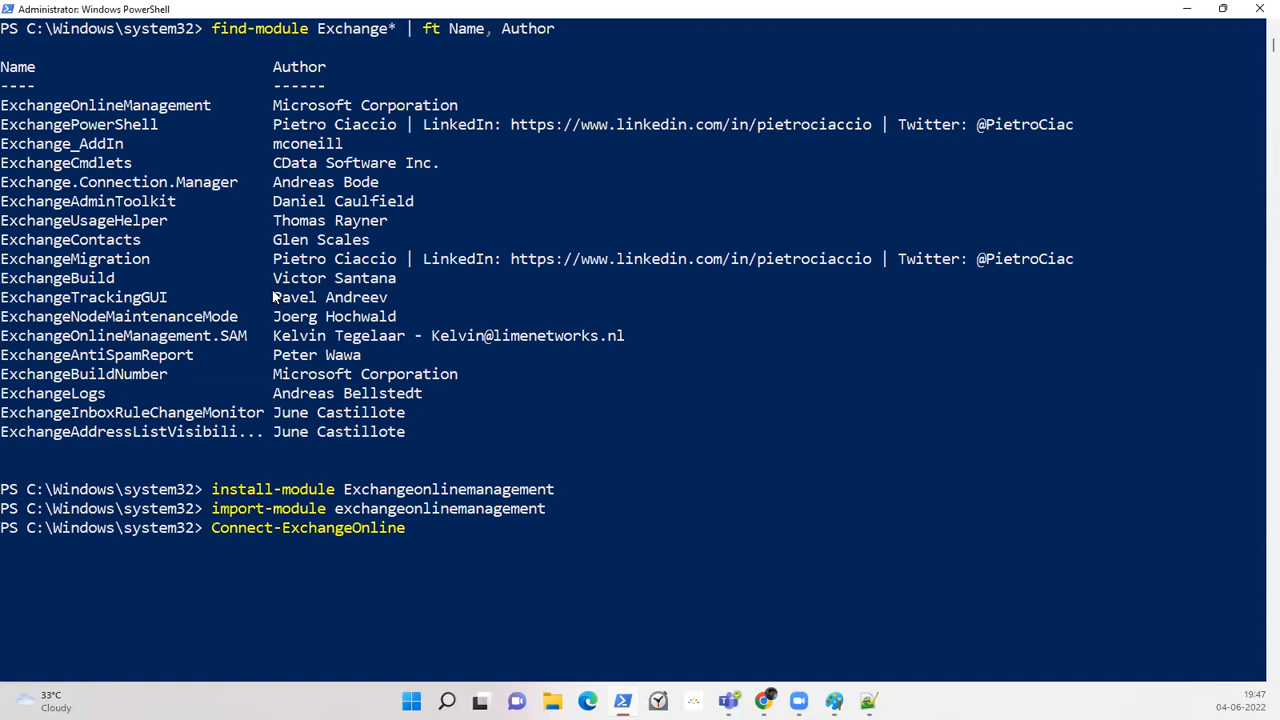 Administrator: Windows PowerShell
PS C:\Windows\system32> find-module Exchange* | ft Name, Author
Name Author
---- ------
ExchangeOnlineManagement Microsoft Corporation
ExchangePowerShell Pietro Ciaccio | LinkedIn: https://www.linkedin.com/in/pietrociaccio | Twitter: @PietroCiac
Exchange_AddIn mconeill
ExchangeCmdlets CData Software Inc.
Exchange.Connection.Manager Andreas Bode
ExchangeAdminToolkit Daniel Caulfield
ExchangeUsageHelper Thomas Rayner
ExchangeContacts Glen Scales
ExchangeMigration Pietro Ciaccio | LinkedIn: https://www.linkedin.com/in/pietrociaccio | Twitter: @PietroCiac
ExchangeBuild Victor Santana
ExchangeTrackingGUI Pavel Andreev
ExchangeNodeMaintenanceMode Joerg Hochwald
ExchangeOnlineManagement.SAM Kelvin Tegelaar - Kelvin@limenetworks.nl
ExchangeAntiSpamReport Peter Wawa
ExchangeBuildNumber Microsoft Corporation
ExchangeLogs Andreas Bellstedt
ExchangeInboxRuleChangeMonitor June Castillote
ExchangeAddressListVisibili... June Castillote
PS C:\Windows\system32> install-module Exchangeonlinemanagement
PS C:\Windows\system32> import-module exchangeonlinemanagement
PS C:\Windows\system32> Connect-ExchangeOnline
33°C
Cloudy
19:47
04-06-2022